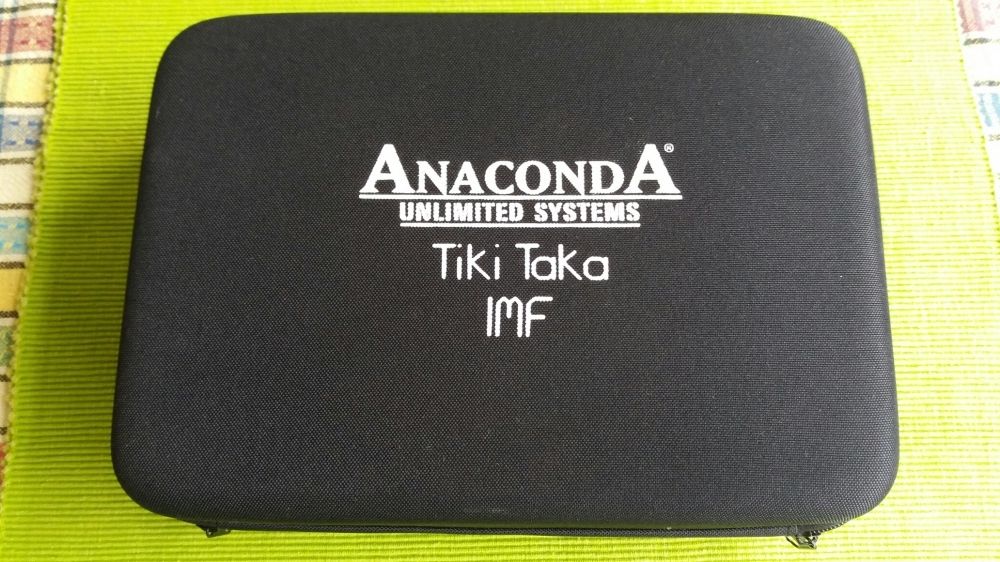 ANACONDA®
UNLIMITED SYSTEMS
Tiki Taka
IMF